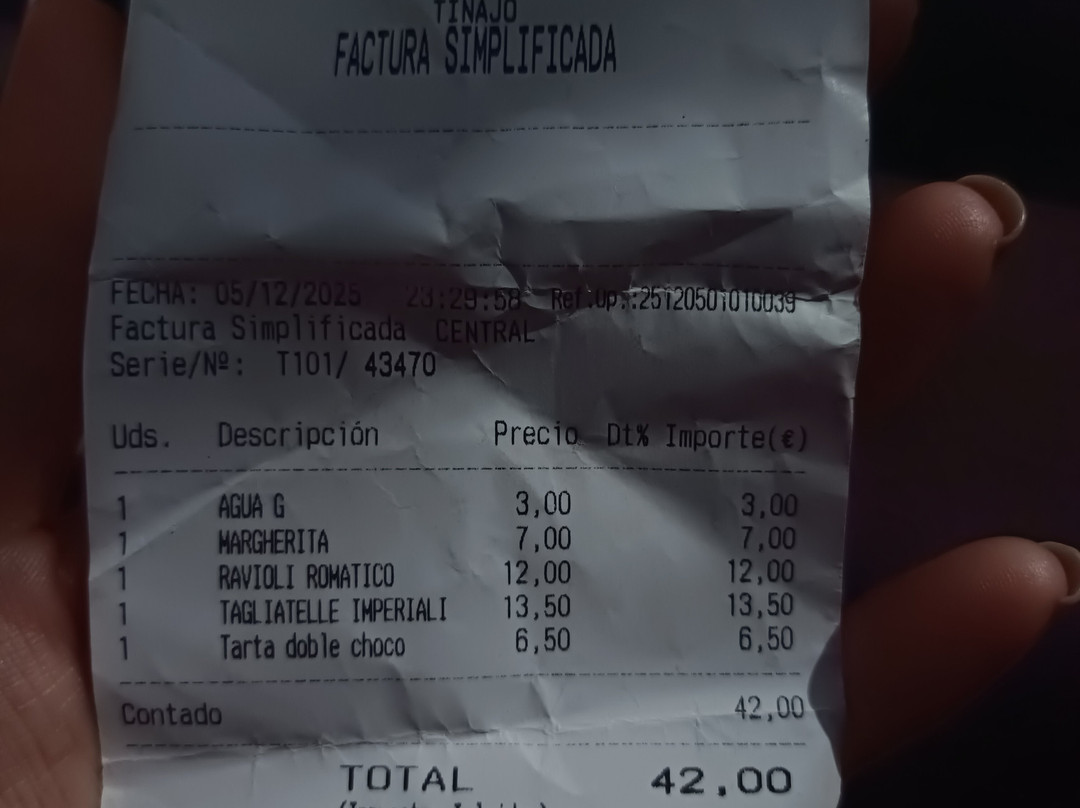 TINAJO
FACTURA SIMPLIFICADA
FECHA: 05/12/2025 23:29:58 Ref.Op.:25120501010039
Factura Simplificada CENTRAL
Serie/Nº: T101/ 43470
Uds. Descripción Precio Dt% Importe(€)
1 AGUA G 3,00 3,00
1 MARGHERITA 7,00 7,00
1 RAVIOLI ROMATICO 12,00 12,00
1 TAGLIATELLE IMPERIALI 13,50 13,50
1 Tarta doble choco 6,50 6,50
Contado 42,00
TOTAL 42,00